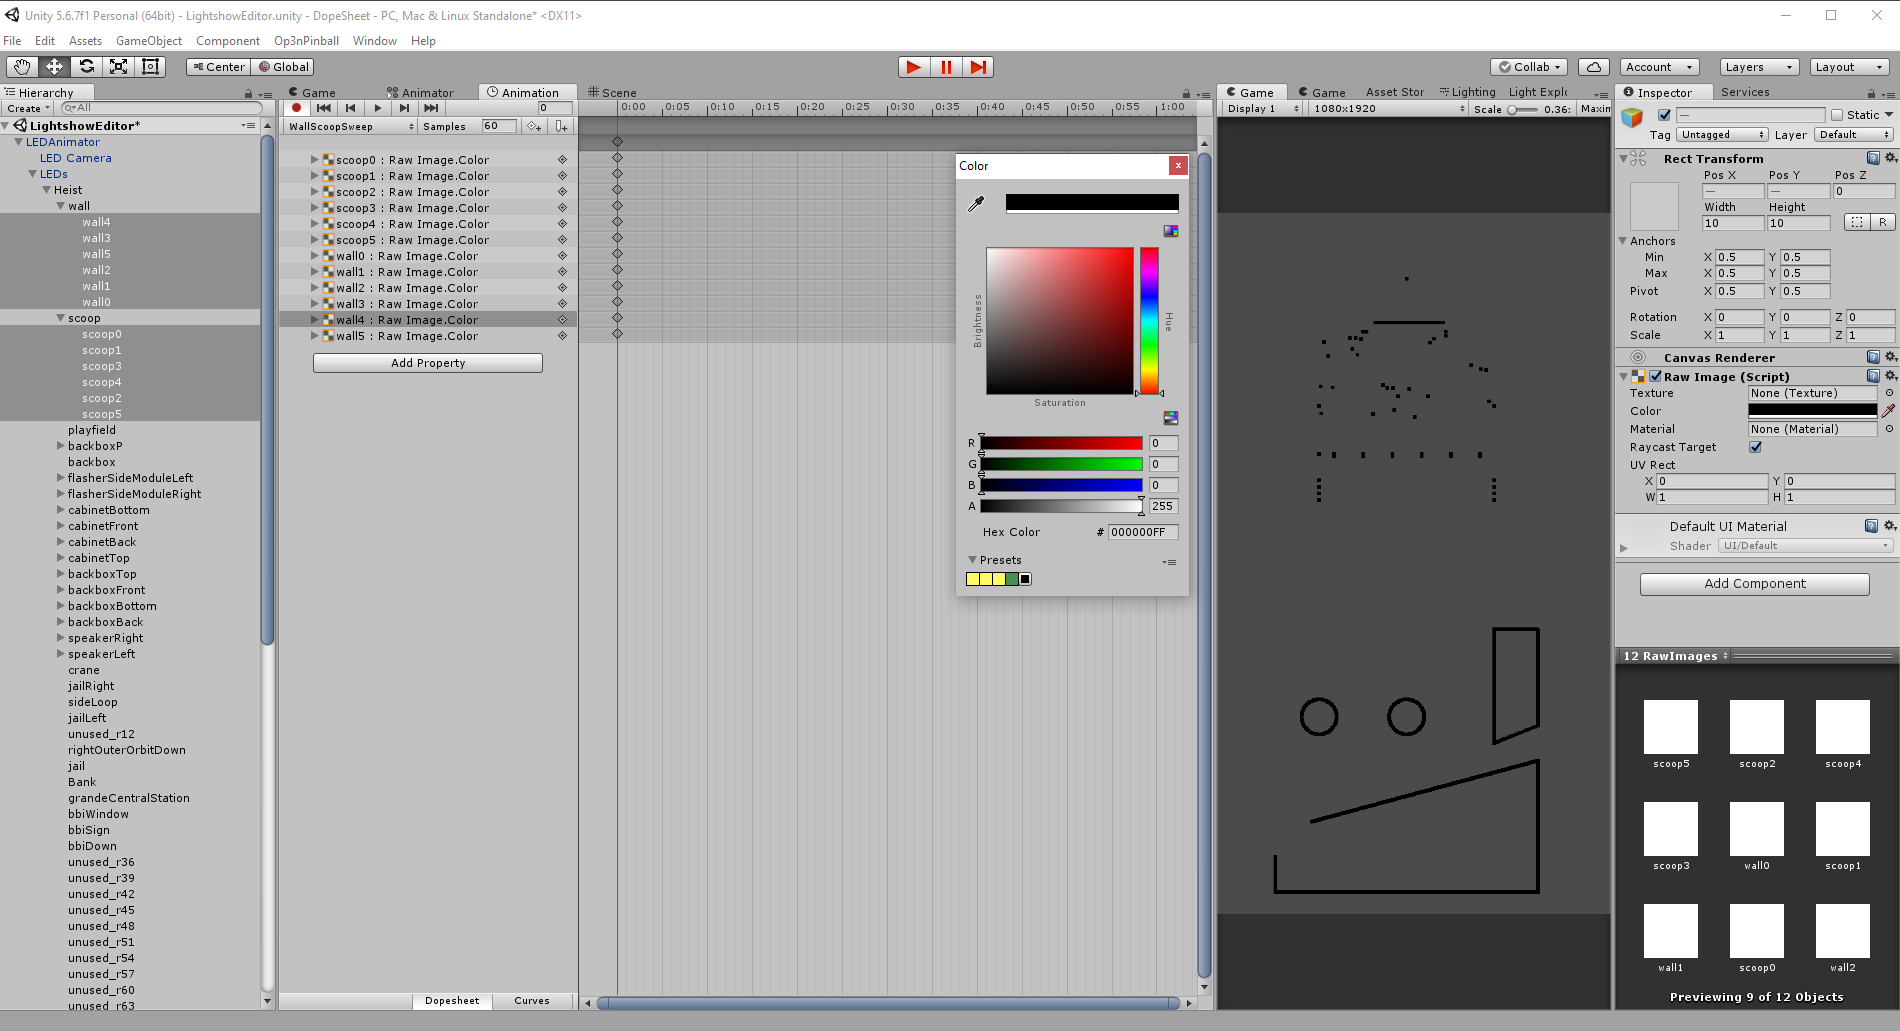 Unity 5.6.7f1 Personal (64bit) - LightshowEditor.unity - DopeSheet - PC, Mac & Linux Standalone* <DX11>
File Edit Assets GameObject Component Op3nPinball Window Help
Center Global Collab Account Layers Layout
Hierarchy
Create All
LightshowEditor*
LEDAnimator
LED Camera
LEDs
Heist
wall
wall4
wall3
wall5
wall2
wall1
wall0
scoop
scoop0
scoop1
scoop3
scoop4
scoop2
scoop5
playfield
backboxP
backbox
flasherSideModuleLeft
flasherSideModuleRight
cabinetBottom
cabinetFront
cabinetBack
cabinetTop
backboxTop
backboxFront
backboxBottom
backboxBack
speakerRight
speakerLeft
crane
jailRight
sideLoop
jailLeft
unused_r12
rightOuterOrbitDown
jail
Bank
grandeCentralStation
bbiWindow
bbiSign
bbiDown
unused_r36
unused_r39
unused_r42
unused_r45
unused_r48
unused_r51
unused_r54
unused_r57
unused_r60
unused_r63
Game Animator Animation Scene
0 0:00 0:05 0:10 0:15 0:20 0:25 0:30 0:35 0:40 0:45 0:50 0:55 1:00
WallScoopSweep Samples 60
scoop0 : Raw Image.Color
scoop1 : Raw Image.Color
scoop2 : Raw Image.Color
scoop3 : Raw Image.Color
scoop4 : Raw Image.Color
scoop5 : Raw Image.Color
wall0 : Raw Image.Color
wall1 : Raw Image.Color
wall2 : Raw Image.Color
wall3 : Raw Image.Color
wall4 : Raw Image.Color
wall5 : Raw Image.Color
Add Property
Dopesheet Curves
Color
x
Brightness
Hue
Saturation
R 0
G 0
B 0
A 255
Hex Color # 000000FF
Presets
Game Game Asset Stor Lighting Light Explo
Display 1 1080x1920 Scale 0.36: Maxim
Inspector Services
— Static
Tag Untagged Layer Default
Rect Transform
Pos X Pos Y Pos Z
— — 0
Width Height
10 10 R
Anchors
Min X 0.5 Y 0.5
Max X 0.5 Y 0.5
Pivot X 0.5 Y 0.5
Rotation X 0 Y 0 Z 0
Scale X 1 Y 1 Z 1
Canvas Renderer
Raw Image (Script)
Texture None (Texture)
Color
Material None (Material)
Raycast Target
UV Rect
X 0 Y 0
W 1 H 1
Default UI Material
Shader UI/Default
Add Component
12 RawImages
scoop5 scoop2 scoop4
scoop3 wall0 scoop1
wall1 scoop0 wall2
Previewing 9 of 12 Objects